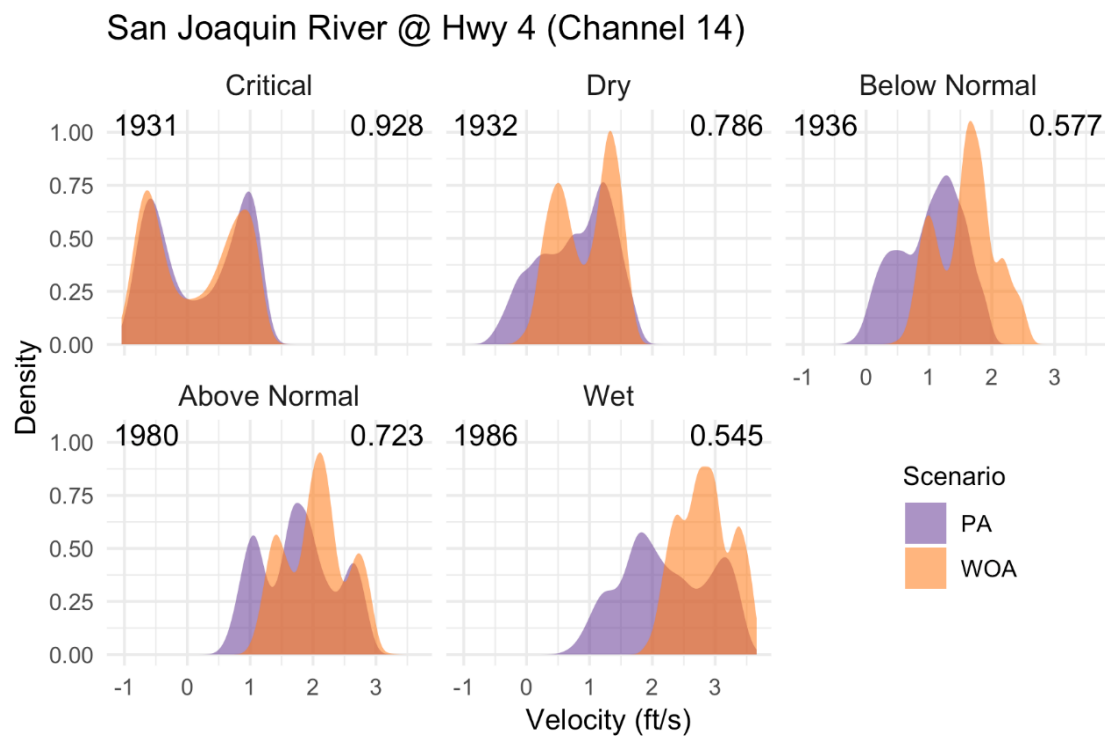 San Joaquin River @ Hwy 4 (Channel 14)
Critical
Dry
Below Normal
1931
0.928
1932
0.786
1936
0.577
1.00
0.75
0.50
0.25
0.00
-1 0 1 2 3
Above Normal
Wet
1980
0.723
1986
0.545
1.00
0.75
0.50
0.25
0.00
-1 0 1 2 3
-1 0 1 2 3
Density
Velocity (ft/s)
Scenario
PA
WOA